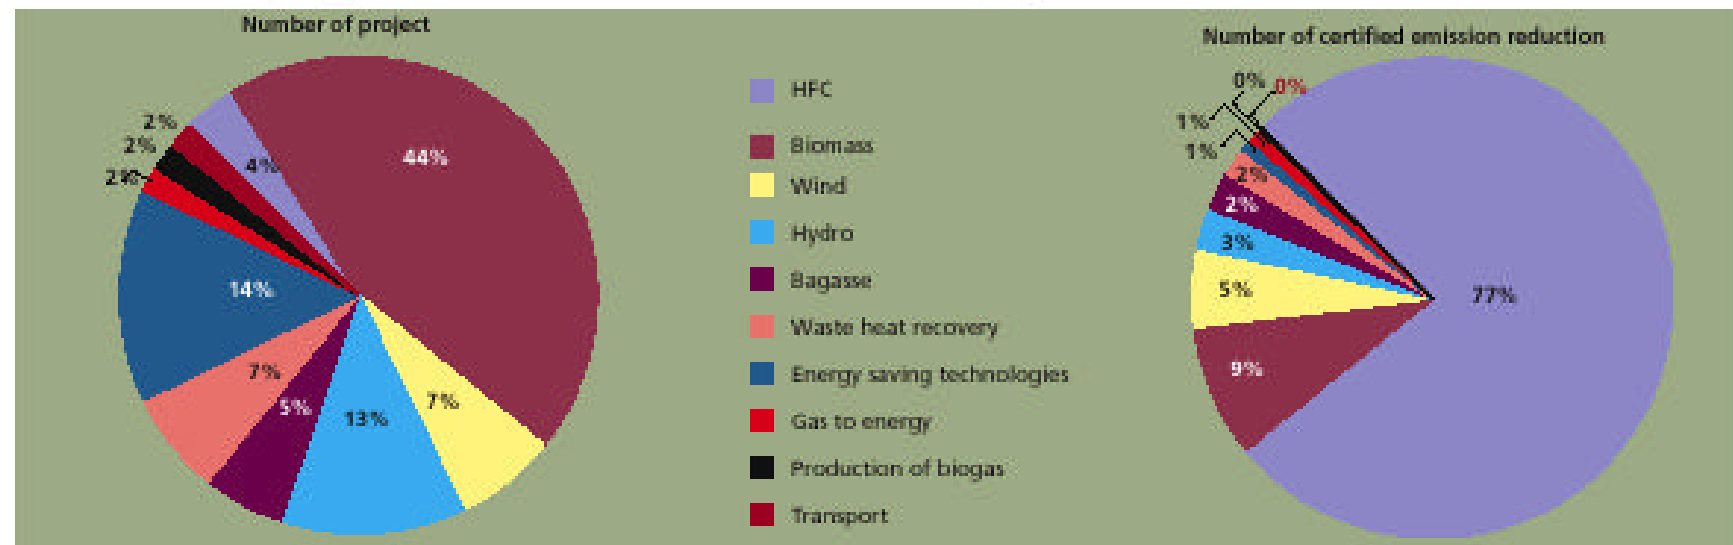 Number of project
2%
2%
2%
4%
44%
14%
7%
5%
13%
7%
HFC
Biomass
Wind
Hydro
Bagasse
Waste heat recovery
Energy saving technologies
Gas to energy
Production of biogas
Transport
Number of certified emission reduction
0%
0%
1%
1%
2%
2%
3%
5%
9%
77%